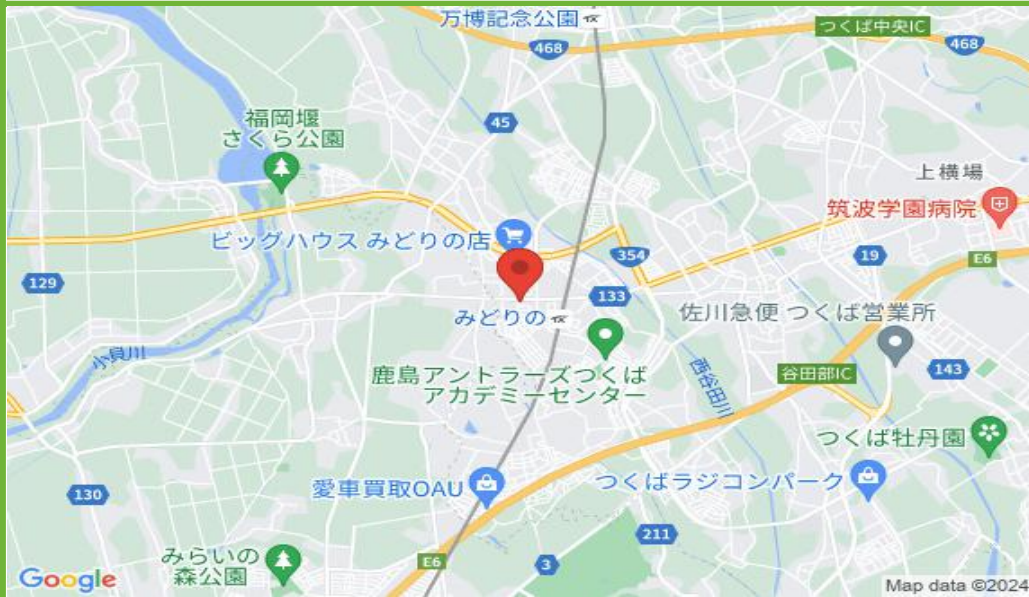 万博記念公園
468
つくば中央IC
468
福岡堰
さくら公園
45
上横場
筑波学園病院
ビッグハウス みどりの店
354
19
E6
129
133
みどりの
佐川急便 つくば営業所
小貝川
鹿島アントラーズつくば
アカデミーセンター
西谷田川
谷田部IC
143
つくば牡丹園
愛車買取OAU
つくばラジコンパーク
130
211
みらいの
森公園
E6
3
Google
Map data ©2024